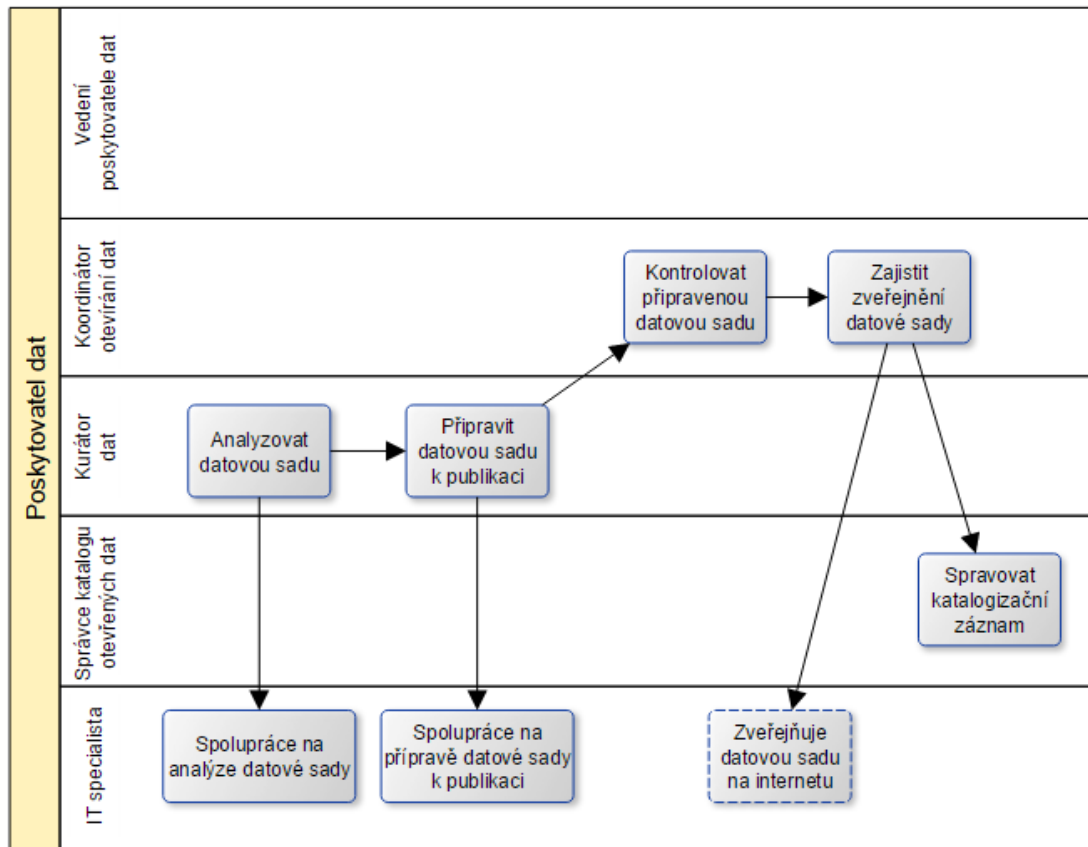 Poskytovatel dat
Vedení
poskytovatele dat
Koordinátor
otevírání dat
Kontrolovat
připravenou
datovou sadu
Zajistit
zveřejnění
datové sady
Kurátor
dat
Analyzovat
datovou sadu
Připravit
datovou sadu
k publikaci
Správce katalogu
otevřených dat
Spravovat
katalogizační
záznam
IT specialista
Spolupráce na
analýze datové sady
Spolupráce na
přípravě datové sady
k publikaci
Zveřejňuje
datovou sadu
na internetu